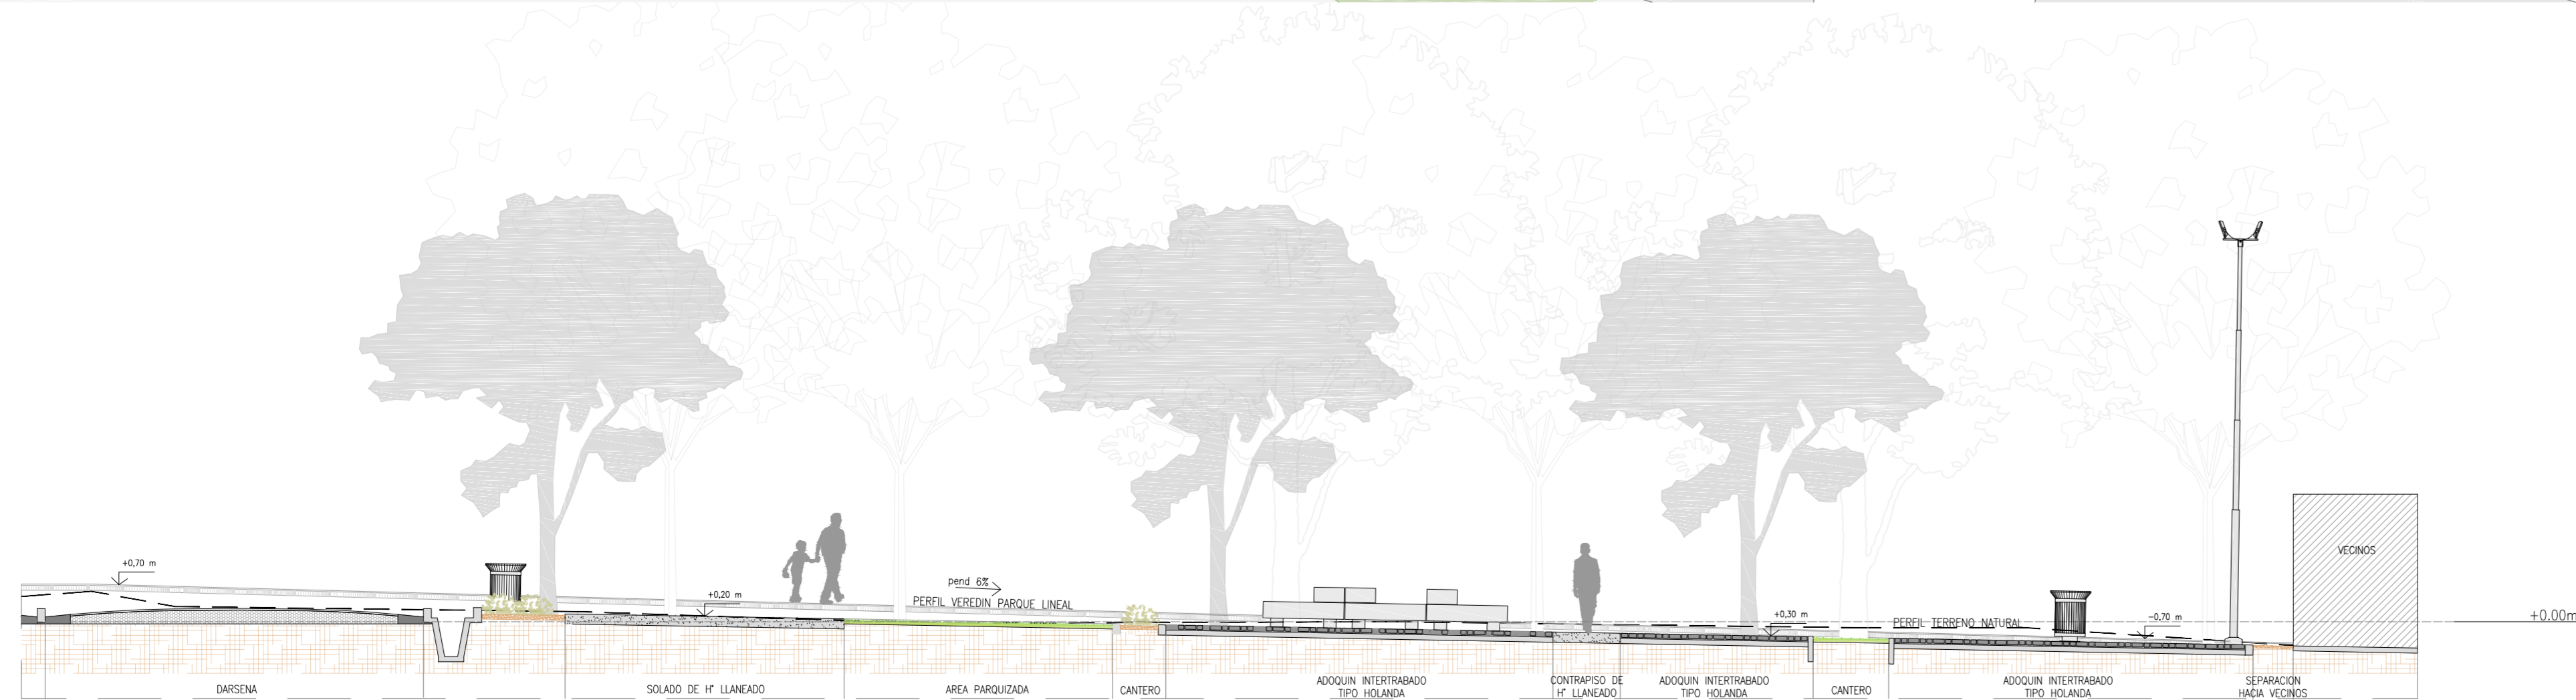 +0,70 m
pend 6%
PERFIL VEREDIN PARQUE LINEAL
+0,20 m
+0,30 m
PERFIL TERRENO NATURAL
-0,70 m
VECINOS
+0.00m
DARSENA
SOLADO DE H° LLANEADO
AREA PARQUIZADA
CANTERO
ADOQUIN INTERTRABADO
TIPO HOLANDA
CONTRAPISO DE
H° LLANEADO
ADOQUIN INTERTRABADO
TIPO HOLANDA
CANTERO
ADOQUIN INTERTRABADO
TIPO HOLANDA
SEPARACION
HACIA VECINOS